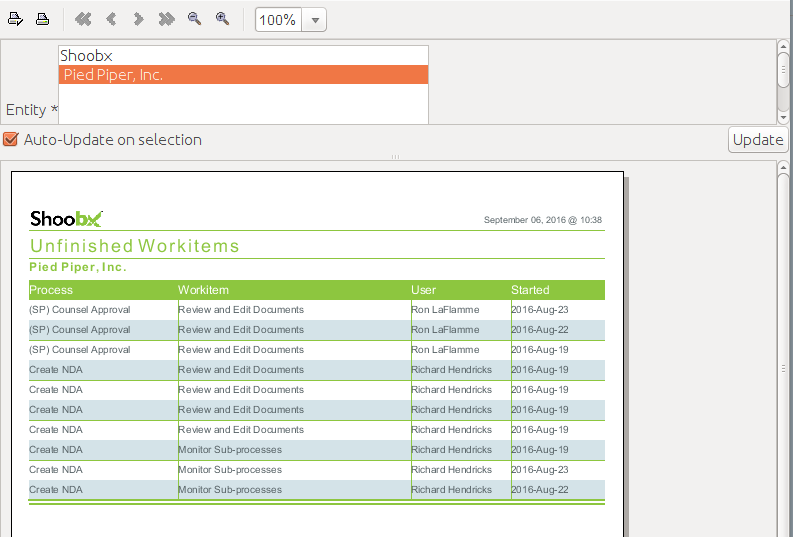 100%
Shoobx
Pied Piper, Inc.
Entity *
Auto-Update on selection
Update
Shoobx
September 06, 2016 @ 10:38
Unfinished Workitems
Pied Piper, Inc.
Process Workitem User Started
(SP) Counsel Approval Review and Edit Documents Ron LaFlamme 2016-Aug-23
(SP) Counsel Approval Review and Edit Documents Ron LaFlamme 2016-Aug-22
(SP) Counsel Approval Review and Edit Documents Ron LaFlamme 2016-Aug-19
Create NDA Review and Edit Documents Richard Hendricks 2016-Aug-19
Create NDA Review and Edit Documents Richard Hendricks 2016-Aug-19
Create NDA Review and Edit Documents Richard Hendricks 2016-Aug-19
Create NDA Review and Edit Documents Richard Hendricks 2016-Aug-19
Create NDA Monitor Sub-processes Richard Hendricks 2016-Aug-19
Create NDA Monitor Sub-processes Richard Hendricks 2016-Aug-23
Create NDA Monitor Sub-processes Richard Hendricks 2016-Aug-22